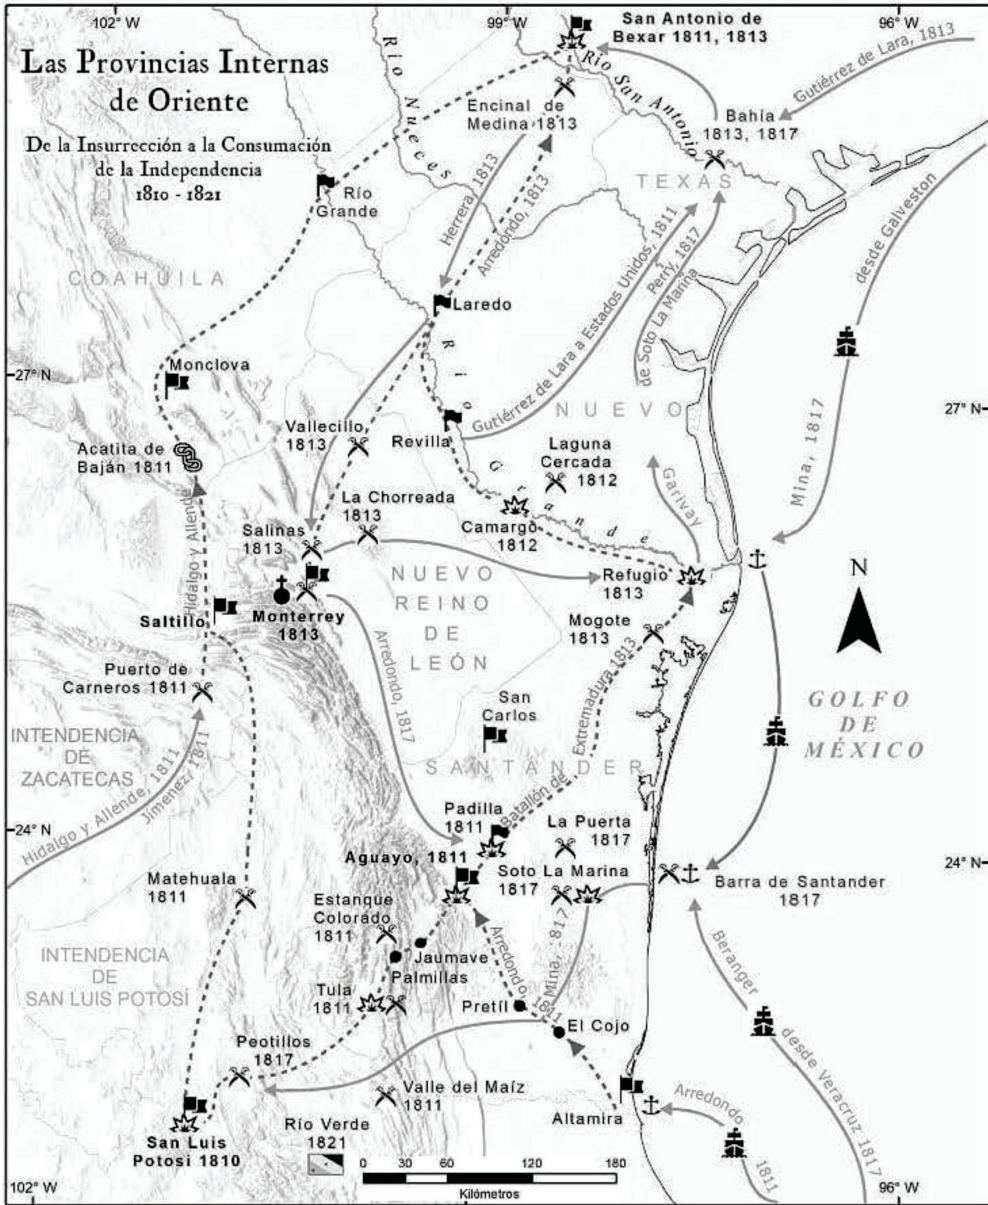 102° W
99° W
96° W
Las Provincias Internas
de Oriente
De la Insurrección a la Consumación
de la Independencia
1810 - 1821
San Antonio de
Bexar 1811, 1813
Río San Antonio
Río Nueces
Gutiérrez de Lara, 1813
Encinal de
Medina 1813
Bahía
1813, 1817
TEXAS
Río
Grande
Herrera, 1813
Arredondo, 1813
COAHUILA
desde Galveston
Laredo
Gutiérrez de Lara a Estados Unidos, 1811
Perry, 1817
de Soto La Marina
27° N
Monclova
Río Grande
NUEVO
27° N
Mina, 1817
Vallecillo
1813
Revilla
Laguna
Cercada
1812
Acatita de
Baján 1811
La Chorreada
1813
Camargo
1812
Garivay
Salinas
1813
Hidalgo y Allende
NUEVO
REINO
DE
LEÓN
Refugio
1813
N
Saltillo
Monterrey
1813
Mogote
1813
Arredondo, 1817
Puerto de
Carneros 1811
San
Carlos
Batallón de Extremadura 1813
GOLFO
DE
MÉXICO
INTENDENCIA
DE
ZACATECAS
SANTANDER
Hidalgo y Allende, 1811
Jimenez, 1811
24° N
Padilla
1811
La Puerta
1817
24° N
Aguayo, 1811
Soto La Marina
1817
Barra de Santander
1817
Matehuala
1811
Estanque
Colorado
1811
Jaumave
Palmillas
Arredondo, 1811
Mina, 1817
Beranger
desde Veracruz 1817
INTENDENCIA
DE
SAN LUIS POTOSÍ
Tula
1811
Pretíl
El Cojo
Peotillos
1817
Valle del Maíz
1811
Altamira
Arredondo
1811
San Luis
Potosi 1810
Río Verde
1821
0 30 60 120 180
Kilómetros
102° W
96° W